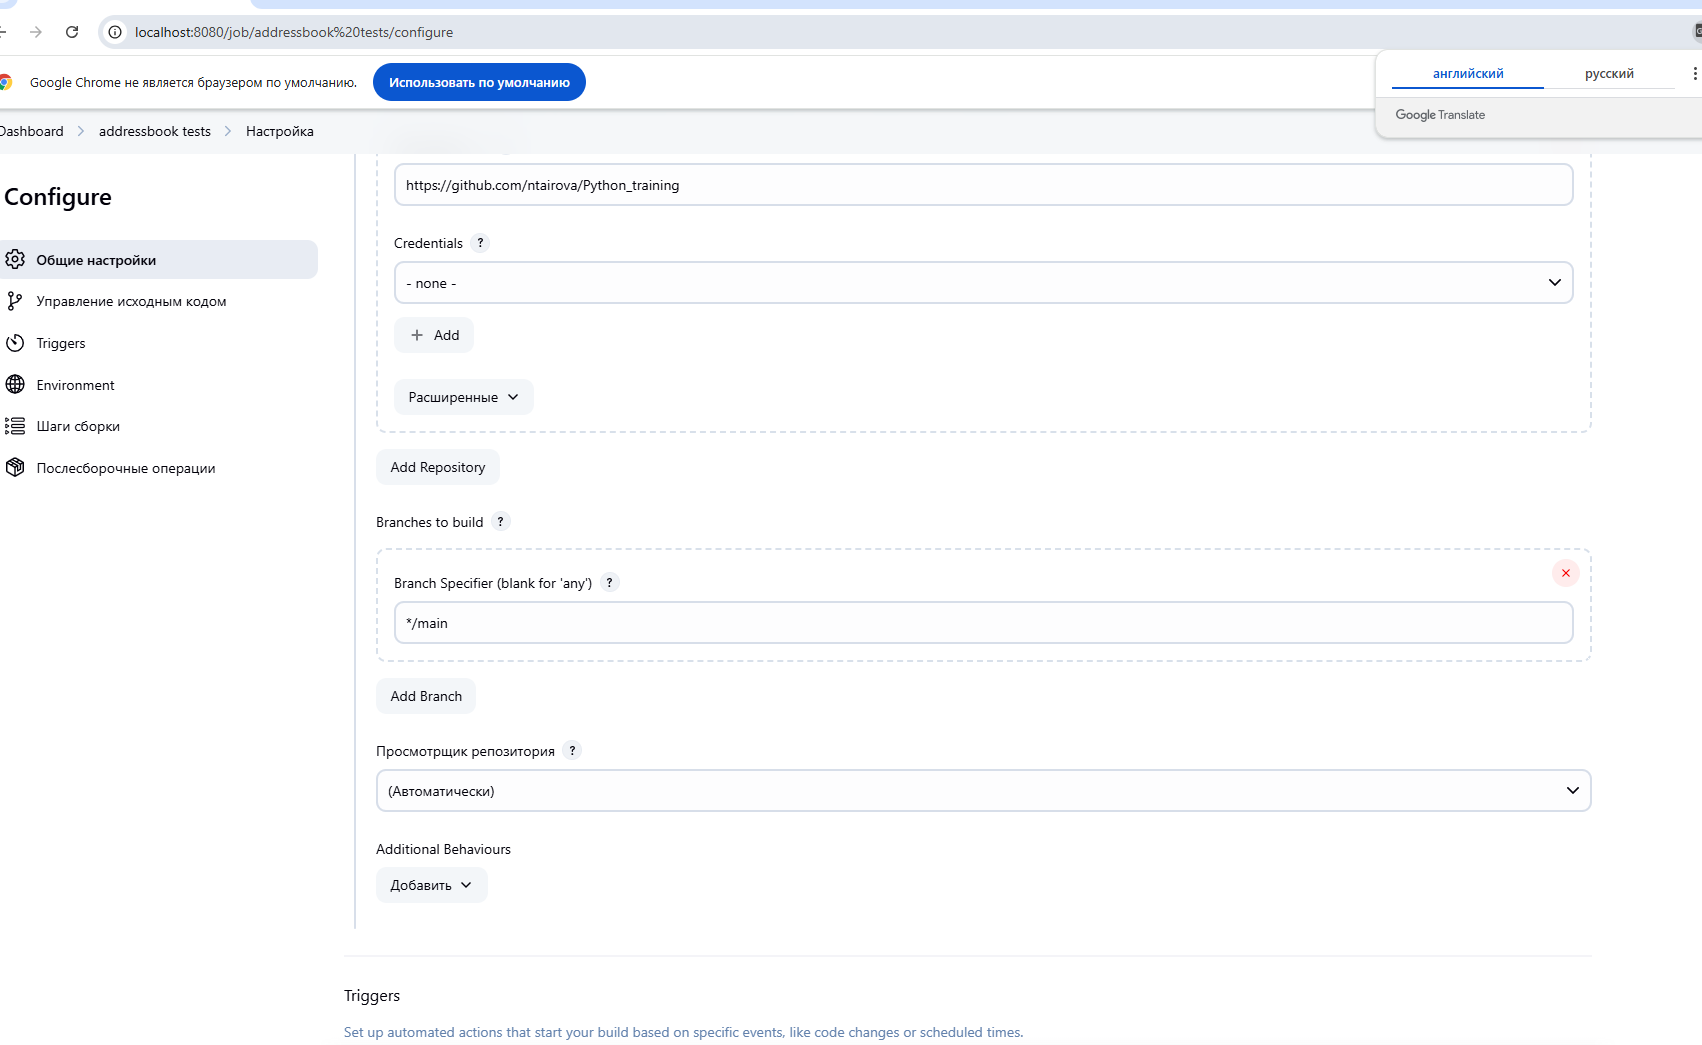 localhost:8080/job/addressbook%20tests/configure
Google Chrome не является браузером по умолчанию.
Использовать по умолчанию
английский
русский
Google Translate
Dashboard
addressbook tests
Настройка
Configure
Общие настройки
Управление исходным кодом
Triggers
Environment
Шаги сборки
Послесборочные операции
https://github.com/ntairova/Python_training
Credentials ?
- none -
+ Add
Расширенные
Add Repository
Branches to build ?
Branch Specifier (blank for 'any') ?
*/main
Add Branch
Просмотрщик репозитория ?
(Автоматически)
Additional Behaviours
Добавить
Triggers
Set up automated actions that start your build based on specific events, like code changes or scheduled times.